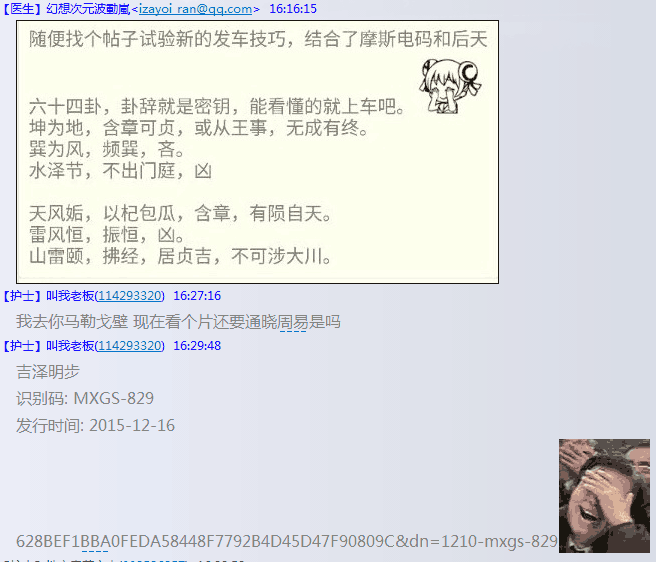 【医生】幻想次元波動嵐<izayoi_ran@qq.com> 16:16:15
随便找个帖子试验新的发车技巧，结合了摩斯电码和后天
六十四卦，卦辞就是密钥，能看懂的就上车吧。
坤为地，含章可贞，或从王事，无成有终。
巽为风，频巽，吝。
水泽节，不出门庭，凶
天风姤，以杞包瓜，含章，有陨自天。
雷风恒，振恒，凶。
山雷颐，拂经，居贞吉，不可涉大川。
【护士】叫我老板(114293320) 16:27:16
我去你马勒戈壁 现在看个片还要通晓周易是吗
【护士】叫我老板(114293320) 16:29:48
吉泽明步
识别码: MXGS-829
发行时间: 2015-12-16
628BEF1BBA0FEDA58448F7792B4D45D47F90809C&dn=1210-mxgs-829